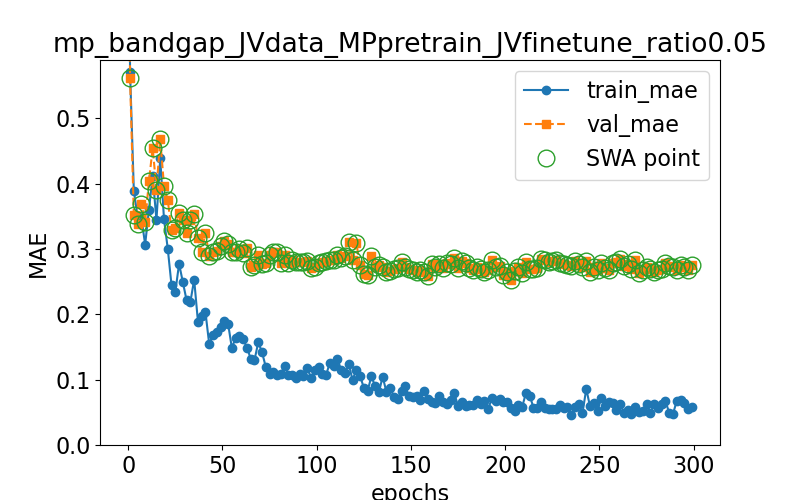 mp_bandgap_JVdata_MPpretrain_JVfinetune_ratio0.05
train_mae
val_mae
SWA point
MAE
0.5
0.4
0.3
0.2
0.1
0.0
0 50 100 150 200 250 300
epochs